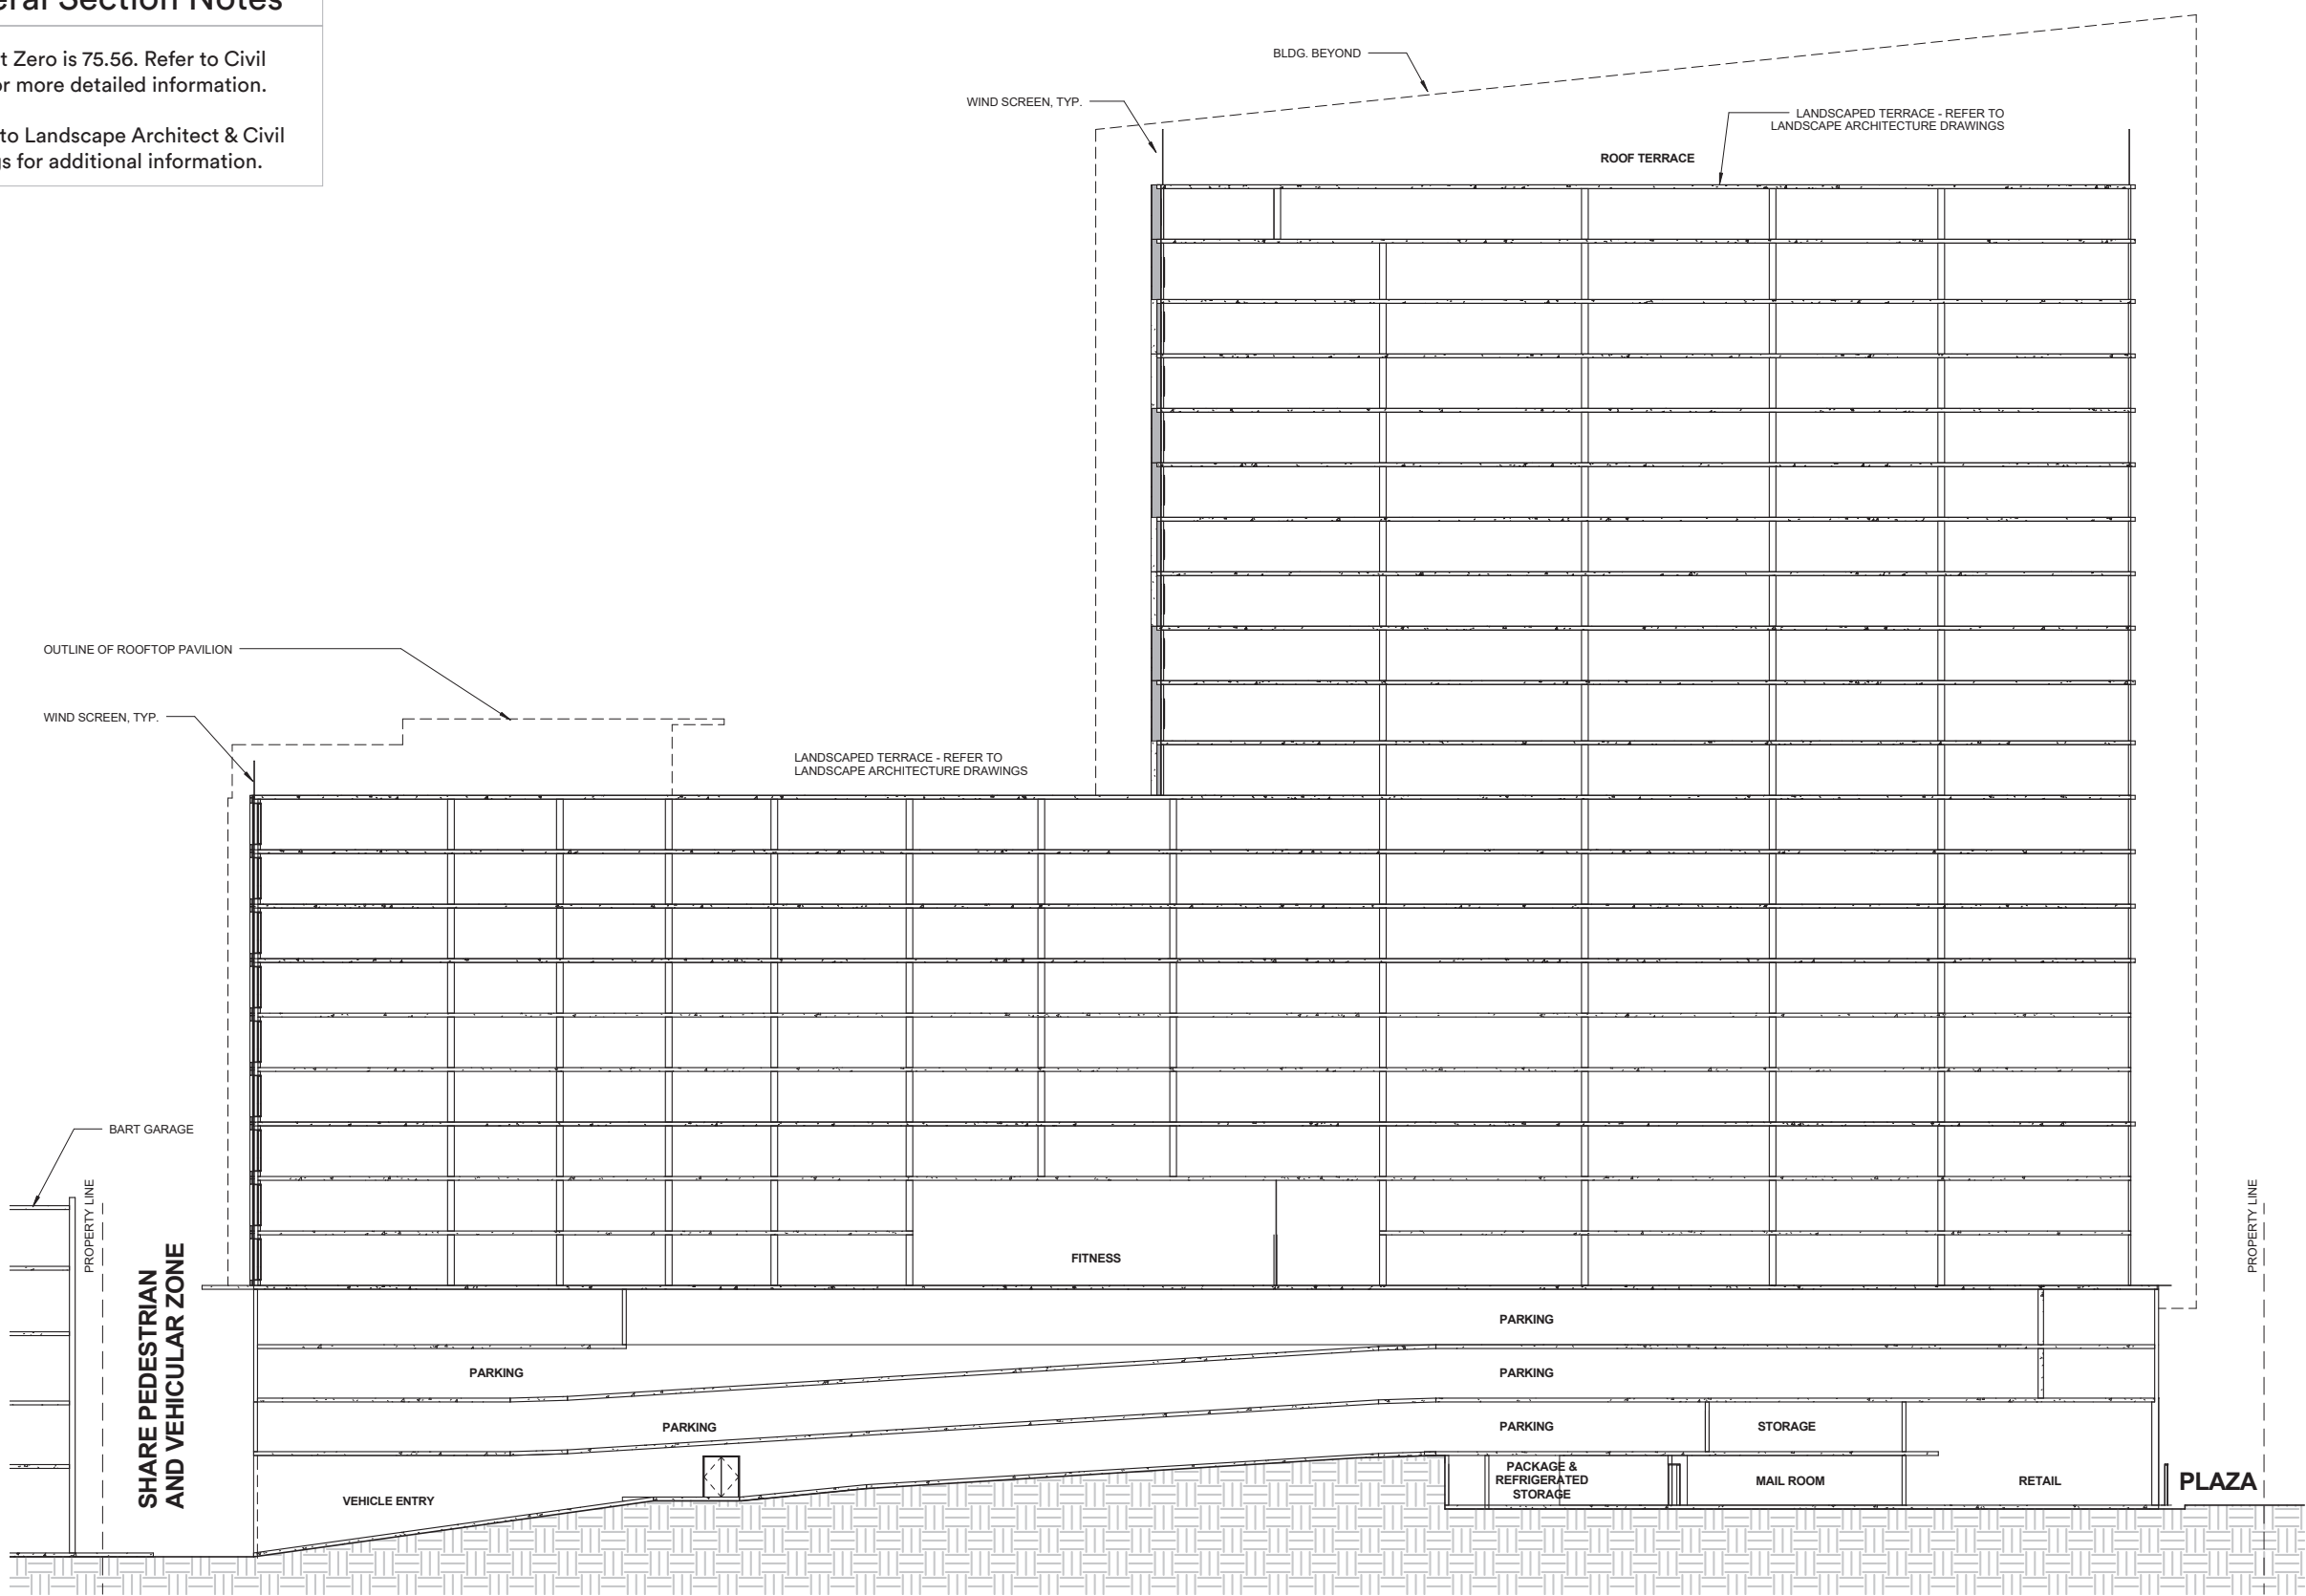 eral Section Notes
t Zero is 75.56. Refer to Civil
or more detailed information.
to Landscape Architect & Civil
gs for additional information.
BLDG. BEYOND
WIND SCREEN, TYP.
LANDSCAPED TERRACE - REFER TO
LANDSCAPE ARCHITECTURE DRAWINGS
ROOF TERRACE
OUTLINE OF ROOFTOP PAVILION
WIND SCREEN, TYP.
LANDSCAPED TERRACE - REFER TO
LANDSCAPE ARCHITECTURE DRAWINGS
BART GARAGE
PROPERTY LINE
SHARE PEDESTRIAN
AND VEHICULAR ZONE
FITNESS
PROPERTY LINE
PARKING
PARKING
PARKING
PARKING
PARKING
STORAGE
VEHICLE ENTRY
PACKAGE &
REFRIGERATED
STORAGE
MAIL ROOM
RETAIL
PLAZA